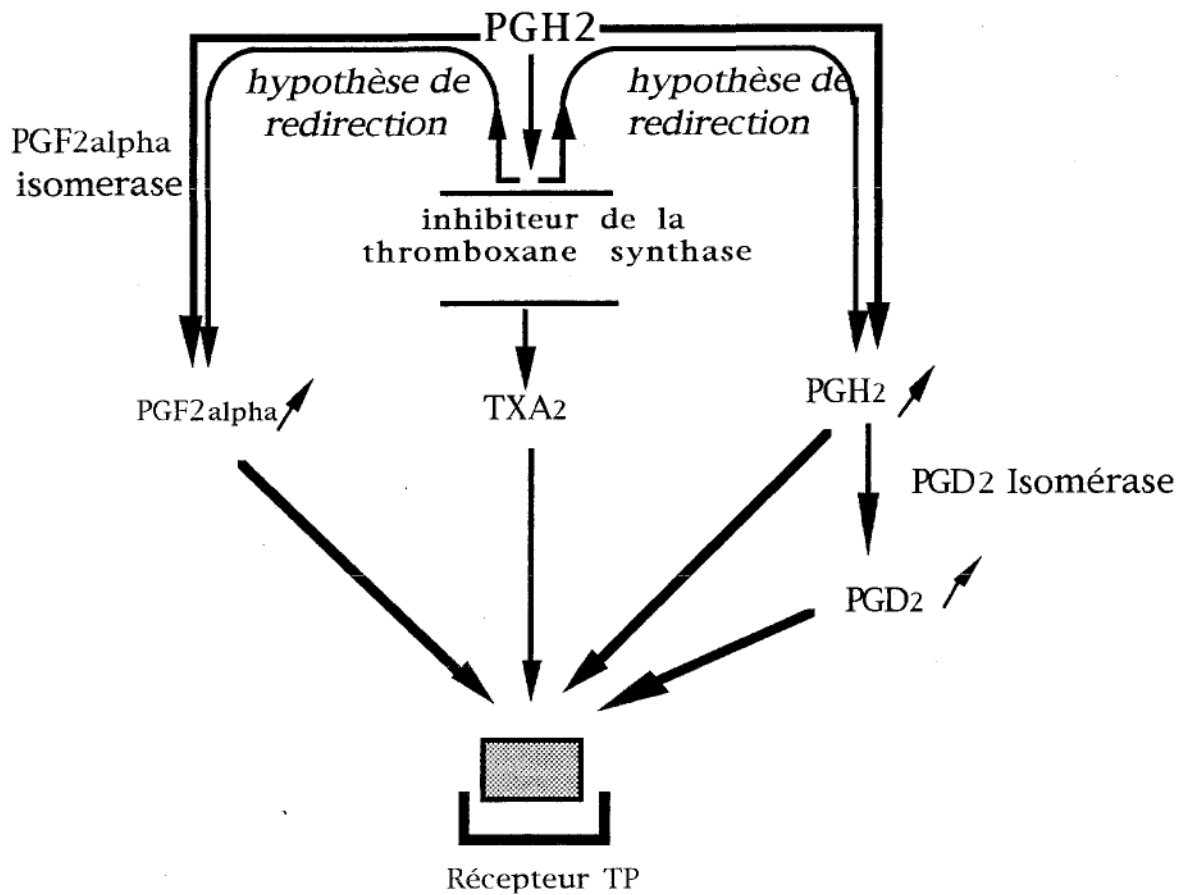 PGH2
hypothèse de
redirection
hypothèse de
redirection
PGF2alpha
isomerase
inhibiteur de la
thromboxane synthase
PGF2alpha
TXA2
PGH2
PGD2 Isomérase
PGD2
Récepteur TP